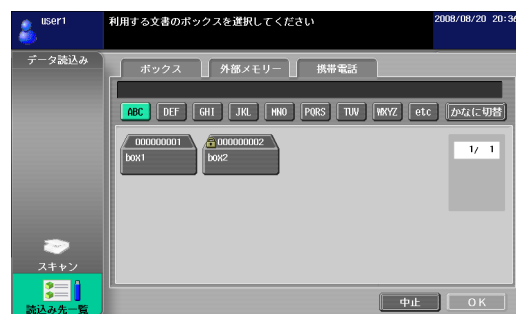 user1
利用する文書のボックスを選択してください
2008/08/20 20:36
データ読込み
ボックス 外部メモリー 携帯電話
ABC DEF GHI JKL MNO PQRS TUV WXYZ etc かなに切替
000000001 000000002
box1 box2
1/ 1
スキャン
読込み先一覧
中止 OK